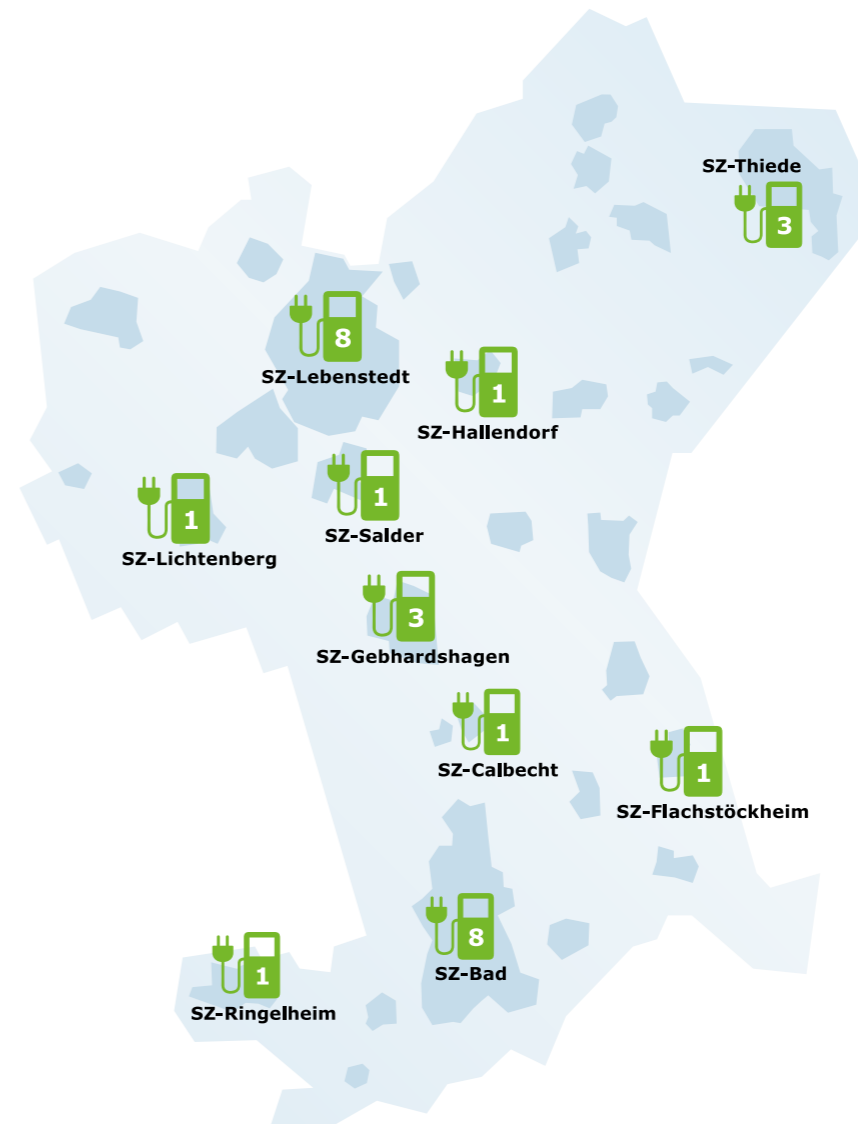 SZ-Thiede
3
8
SZ-Lebenstedt
1
SZ-Hallendorf
1
SZ-Salder
1
SZ-Lichtenberg
3
SZ-Gebhardshagen
1
SZ-Calbecht
1
SZ-Flachstöckheim
8
SZ-Bad
1
SZ-Ringelheim